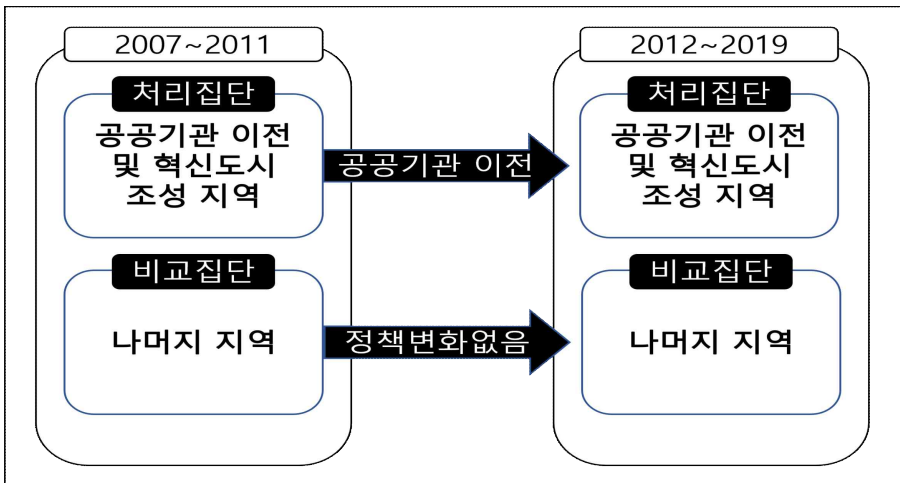 2007~2011
처리집단
공공기관 이전
및 혁신도시
조성 지역
비교집단
나머지 지역
공공기관 이전
정책변화없음
2012~2019
처리집단
공공기관 이전
및 혁신도시
조성 지역
비교집단
나머지 지역